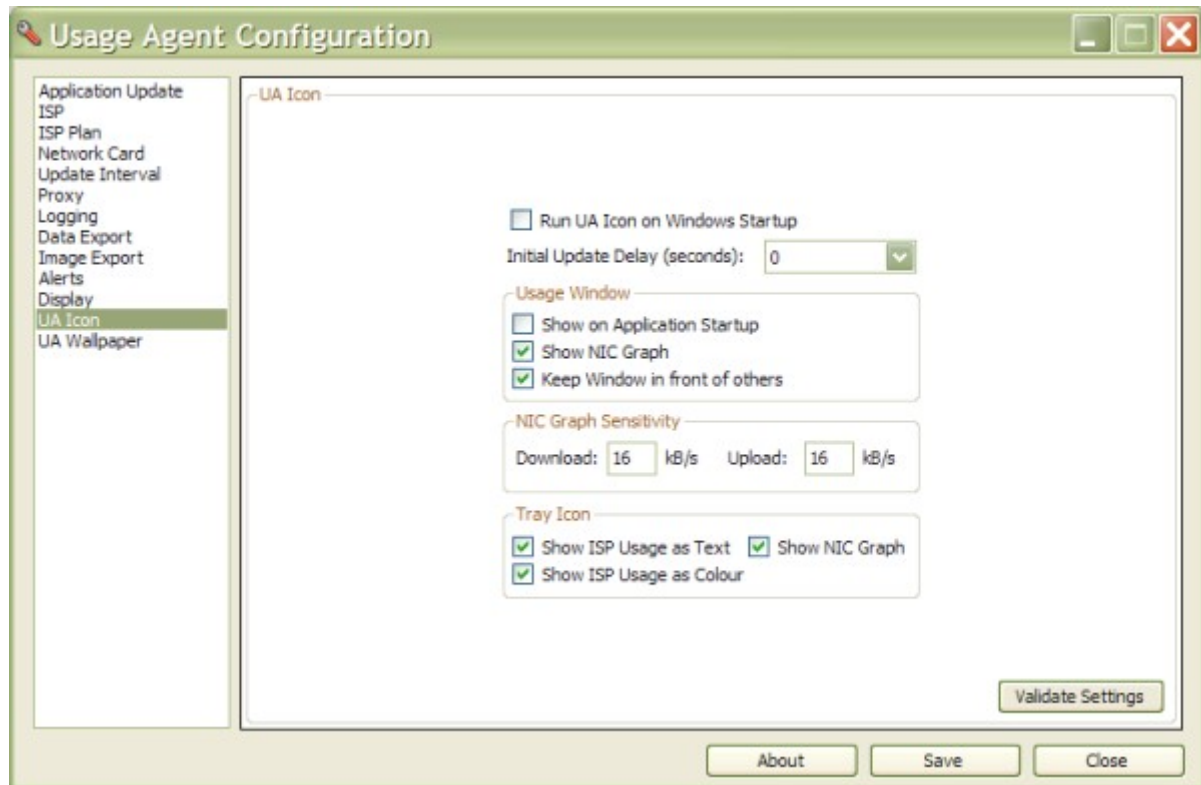 Usage Agent Configuration
Application Update
ISP
ISP Plan
Network Card
Update Interval
Proxy
Logging
Data Export
Image Export
Alerts
Display
UA Icon
UA Wallpaper
UA Icon
Run UA Icon on Windows Startup
Initial Update Delay (seconds): 0
Usage Window
Show on Application Startup
Show NIC Graph
Keep Window in front of others
NIC Graph Sensitivity
Download: 16 kB/s Upload: 16 kB/s
Tray Icon
Show ISP Usage as Text Show NIC Graph
Show ISP Usage as Colour
Validate Settings
About Save Close